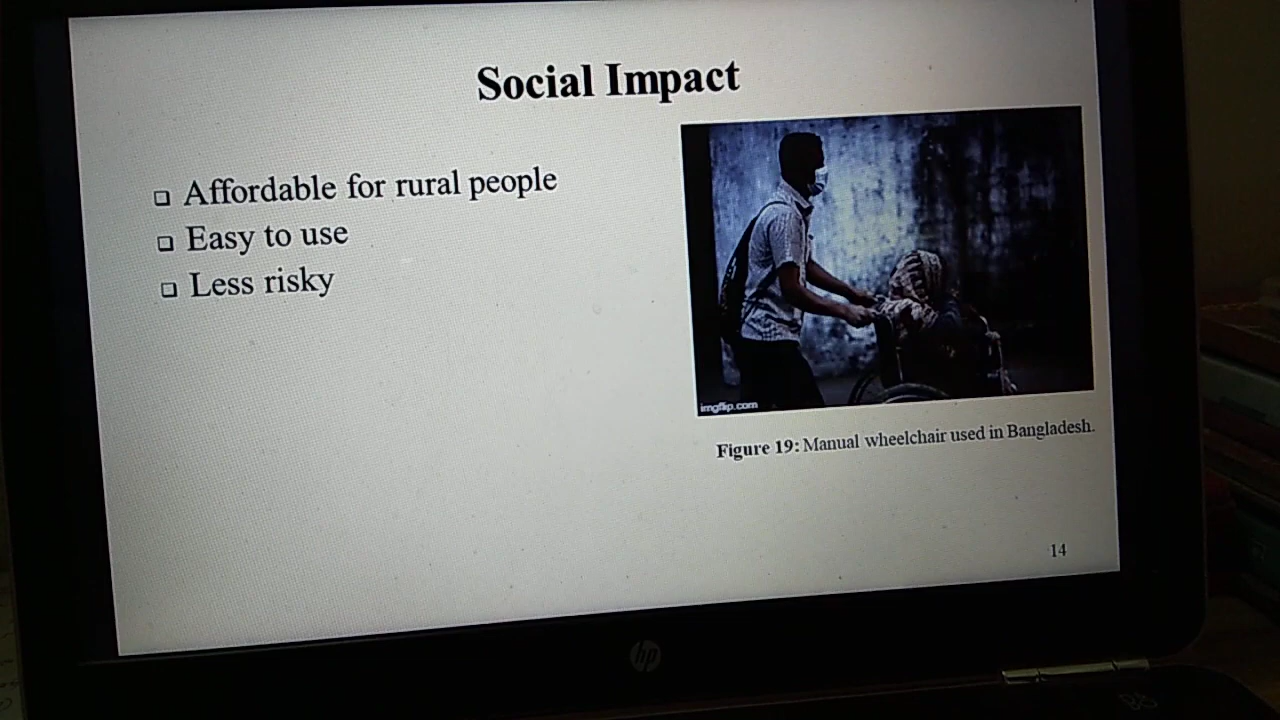 Social Impact
❑ Affordable for rural people
❑ Easy to use
❑ Less risky
imgflip.com
Figure 19: Manual wheelchair used in Bangladesh.
14
hp